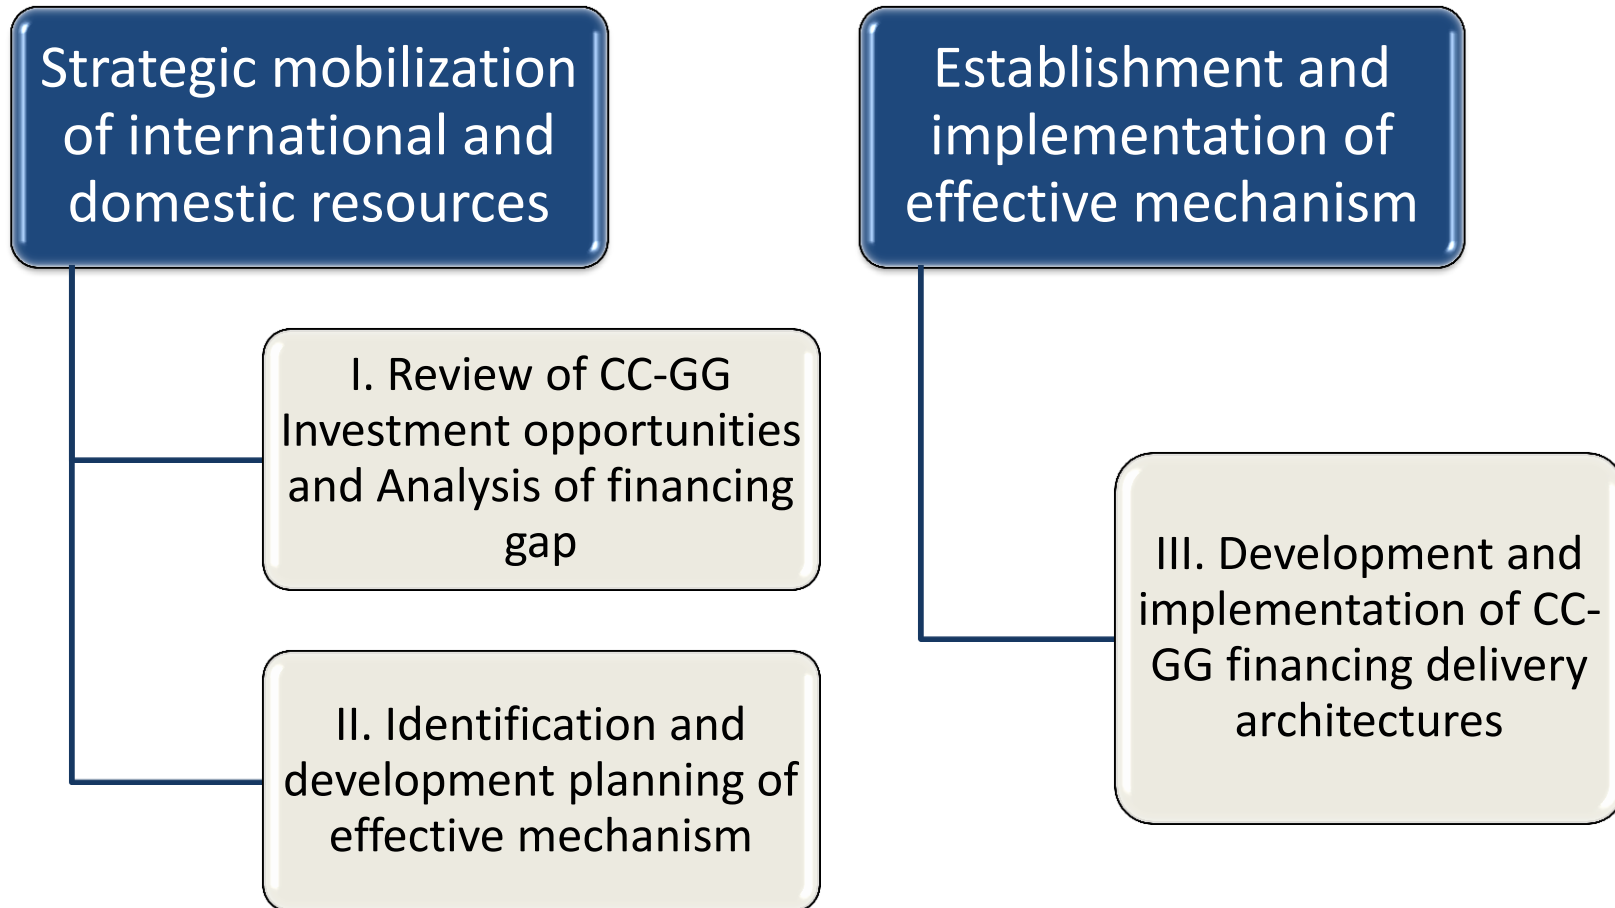 Strategic mobilization
of international and
domestic resources
I. Review of CC-GG
Investment opportunities
and Analysis of financing
gap
II. Identification and
development planning of
effective mechanism
Establishment and
implementation of
effective mechanism
III. Development and
implementation of CC-
GG financing delivery
architectures